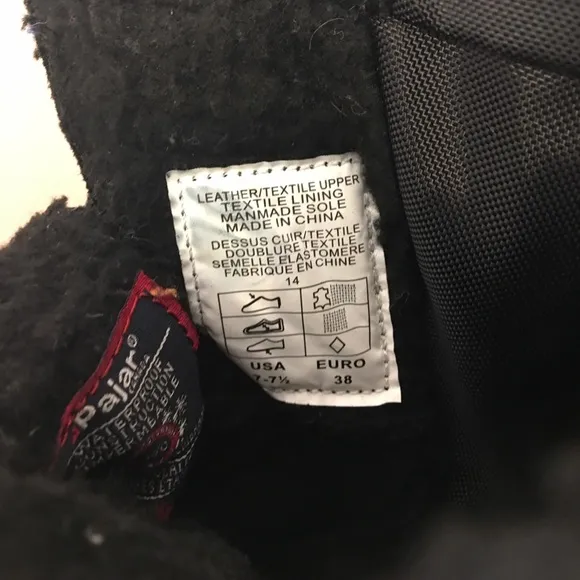 LEATHER/TEXTILE UPPER
TEXTILE LINING
MANMADE SOLE
MADE IN CHINA
DESSUS CUIR/TEXTILE
DOUBLURE TEXTILE
SEMELLE ELASTOMERE
FABRIQUE EN CHINE
14
USA EURO
7-7½ 38
Pajar®
WATERPROOF